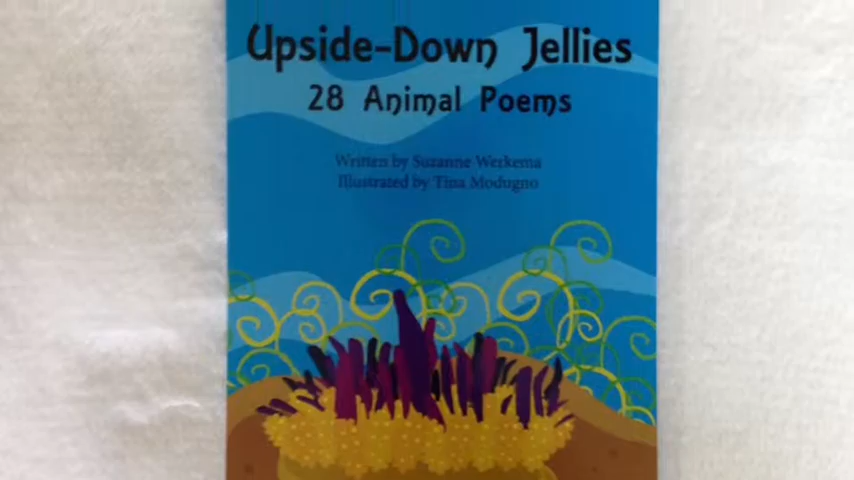 Upside-Down Jellies
28 Animal Poems
Written by Suzanne Werkema
Illustrated by Tina Modugno